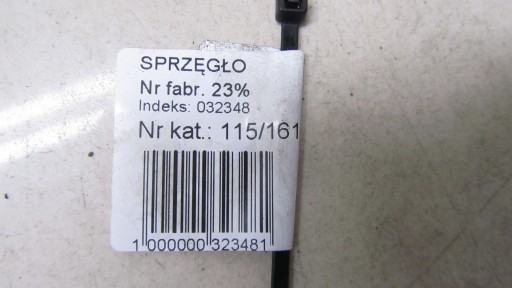 SPRZĘGŁO
Nr fabr. 23%
Indeks: 032348
Nr kat.: 115/161
1 000000 323481